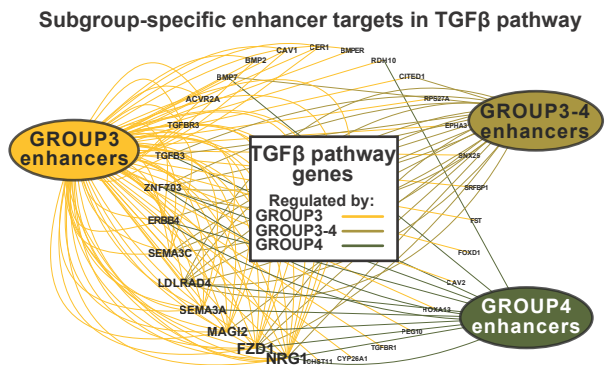 Subgroup-specific enhancer targets in TGFβ pathway
CER1
CAV1
BMPER
BMP2
RDH10
BMP7
CITED1
ACVR2A
RPS27A
TGFBR3
EPHA3
GROUP3
enhancers
GROUP3-4
enhancers
TGFB3
SNX25
ZNF703
SRFBP1
ERBB4
FST
SEMA3C
FOXD1
LDLRAD4
CAV2
SEMA3A
HOXA13
MAGI2
PEG10
FZD1
TGFBR1
NRG1
CHST11
CYP26A1
TGFβ pathway
genes
Regulated by:
GROUP3
GROUP3-4
GROUP4
GROUP4
enhancers